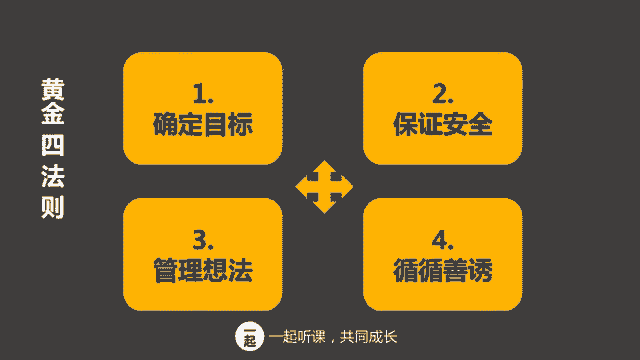 黄金四法则
1.
确定目标
2.
保证安全
3.
管理想法
4.
循循善诱
一起
一起听课，共同成长